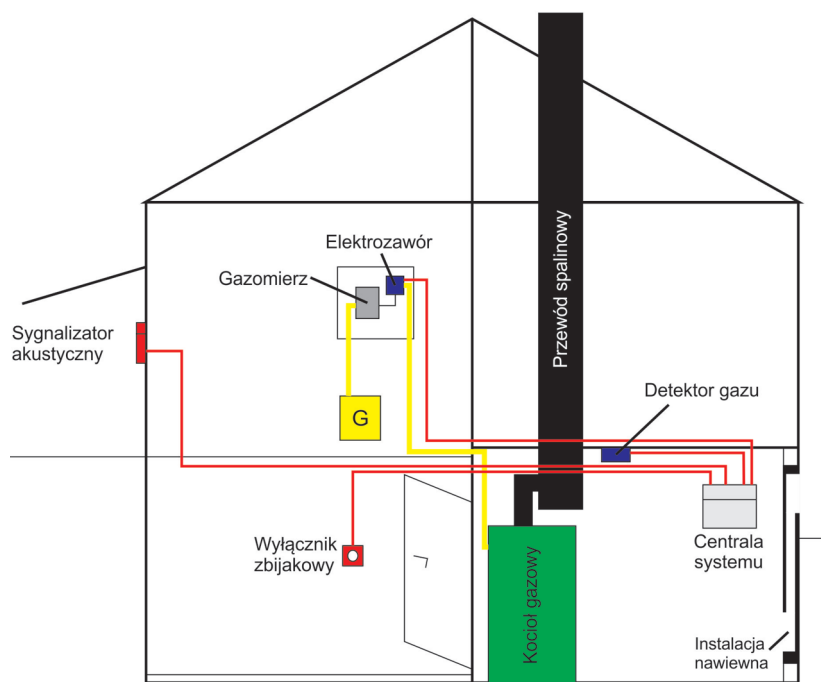 Elektrozawór
Gazomierz
Przewód spalinowy
Sygnalizator
akustyczny
Detektor gazu
G
Wyłącznik
zbijakowy
Kocioł gazowy
Centrala
systemu
Instalacja
nawiewna